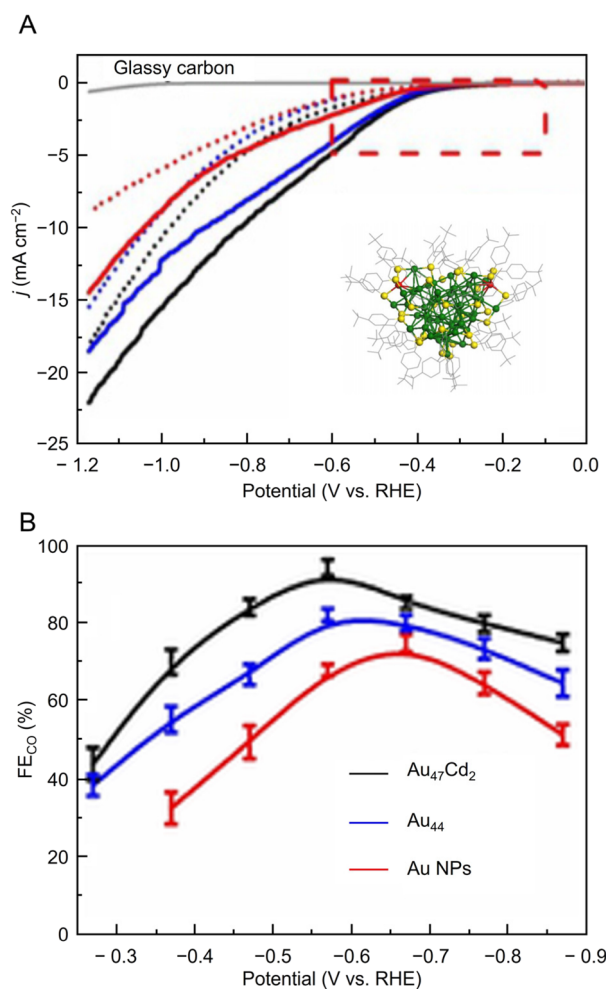 A
Glassy carbon
0
−5
−10
−15
−20
−25
j (mA cm⁻²)
− 1.2 −1.0 −0.8 −0.6 −0.4 −0.2 0.0
Potential (V vs. RHE)
B
100
80
60
40
20
0
FE_CO (%)
Au₄₇Cd₂
Au₄₄
Au NPs
− 0.3 −0.4 −0.5 −0.6 −0.7 −0.8 − 0.9
Potential (V vs. RHE)